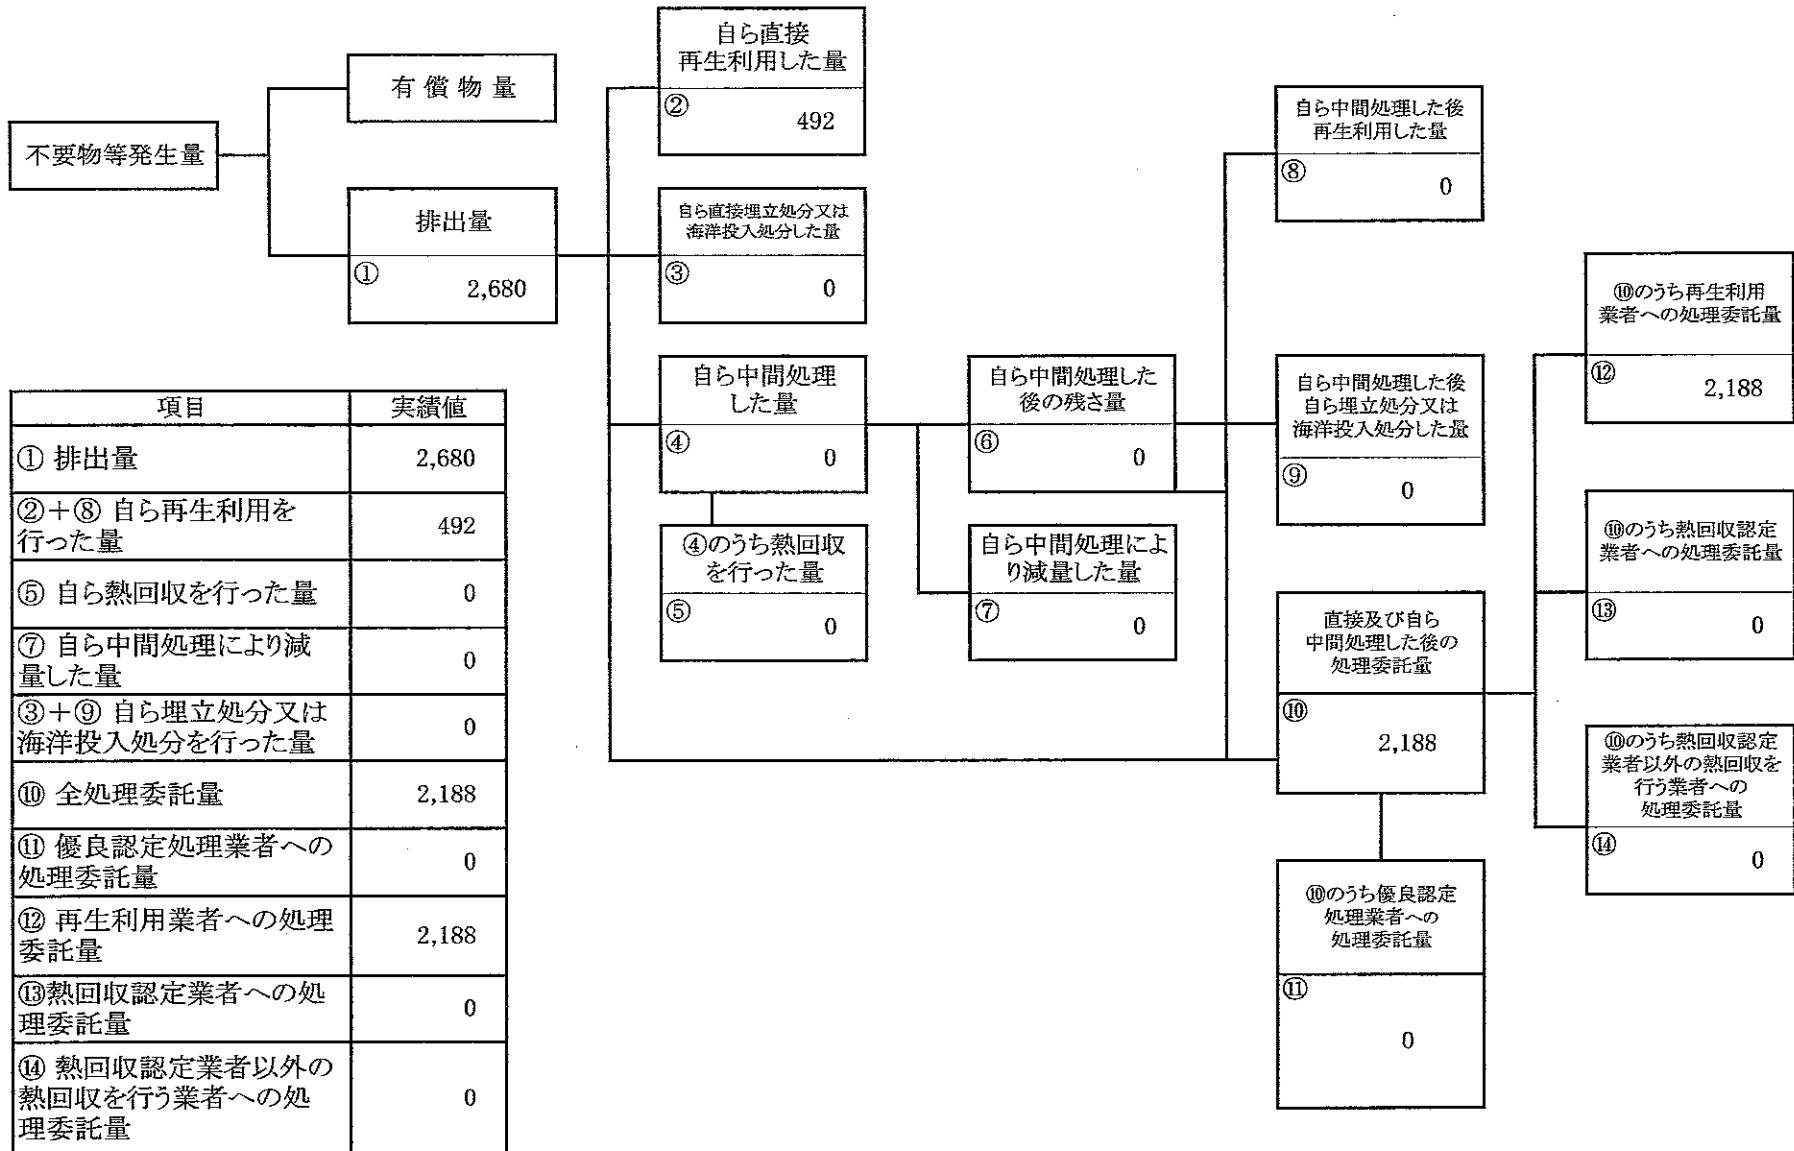 不要物等発生量
有償物量
排出量
①
2,680
自ら直接
再生利用した量
②
492
自ら直接埋立処分又は
海洋投入処分した量
③
0
自ら中間処理
した量
④
0
④のうち熱回収
を行った量
⑤
0
自ら中間処理した
後の残さ量
⑥
0
自ら中間処理によ
り減量した量
⑦
0
自ら中間処理した後
再生利用した量
⑧
0
自ら中間処理した後
自ら埋立処分又は
海洋投入処分した量
⑨
0
直接及び自ら
中間処理した後の
処理委託量
⑩
2,188
⑩のうち優良認定
処理業者への
処理委託量
⑪
0
⑩のうち再生利用
業者への処理委託量
⑫
2,188
⑩のうち熱回収認定
業者への処理委託量
⑬
0
⑩のうち熱回収認定
業者以外の熱回収を
行う業者への
処理委託量
⑭
0
項目 実績値
① 排出量 2,680
②+⑧ 自ら再生利用を
行った量 492
⑤ 自ら熱回収を行った量 0
⑦ 自ら中間処理により減
量した量 0
③+⑨ 自ら埋立処分又は
海洋投入処分を行った量 0
⑩ 全処理委託量 2,188
⑪ 優良認定処理業者への
処理委託量 0
⑫ 再生利用業者への処理
委託量 2,188
⑬熱回収認定業者への処
理委託量 0
⑭ 熱回収認定業者以外の
熱回収を行う業者への処
理委託量 0